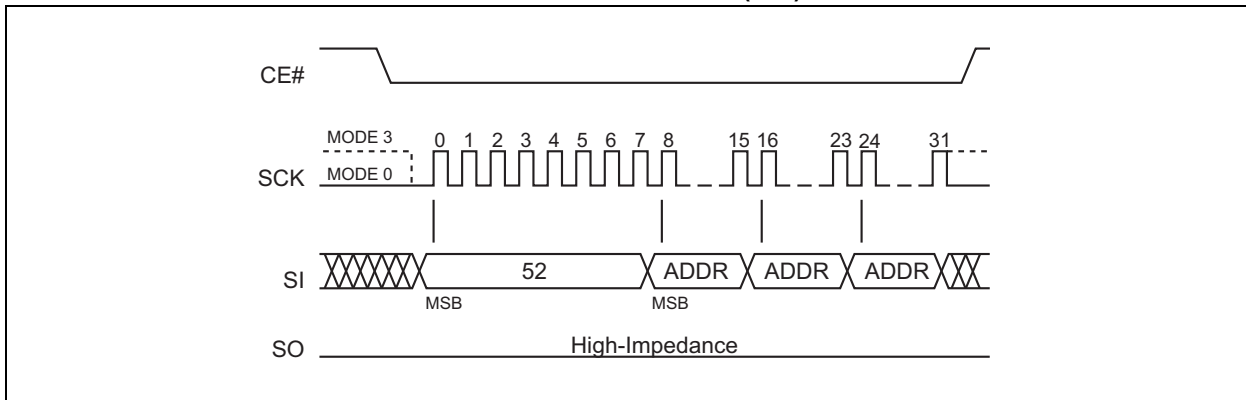 CE#
MODE 3
0 1 2 3 4 5 6 7 8 15 16 23 24 31
SCK
MODE 0
SI
52 ADDR ADDR ADDR
MSB MSB
SO
High-Impedance